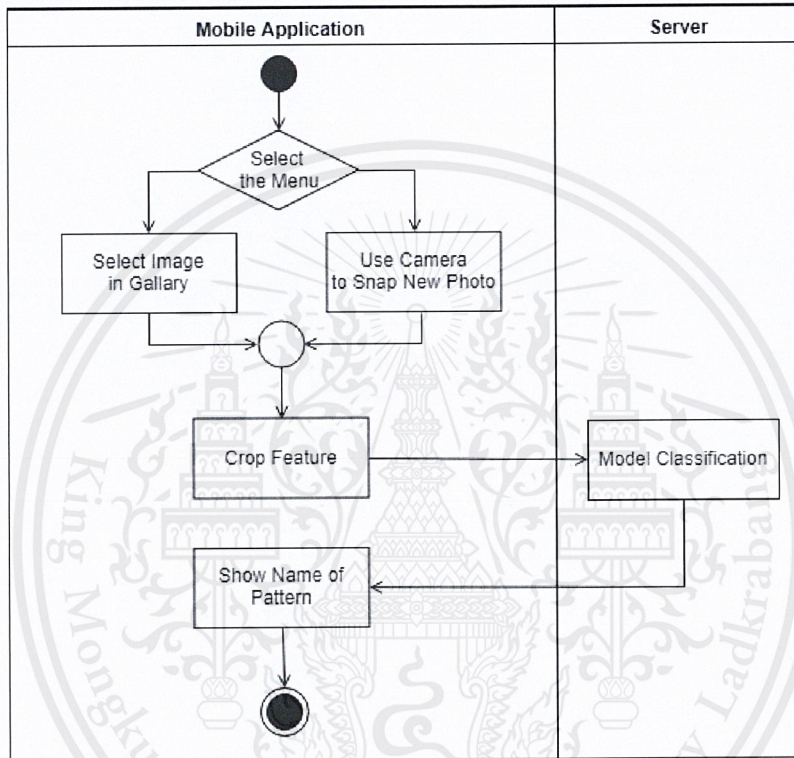 Mobile Application
Server
Select
the Menu
Select Image
in Gallary
Use Camera
to Snap New Photo
Crop Feature
Model Classification
Show Name of
Pattern
King Mongku
y Ladkrabang